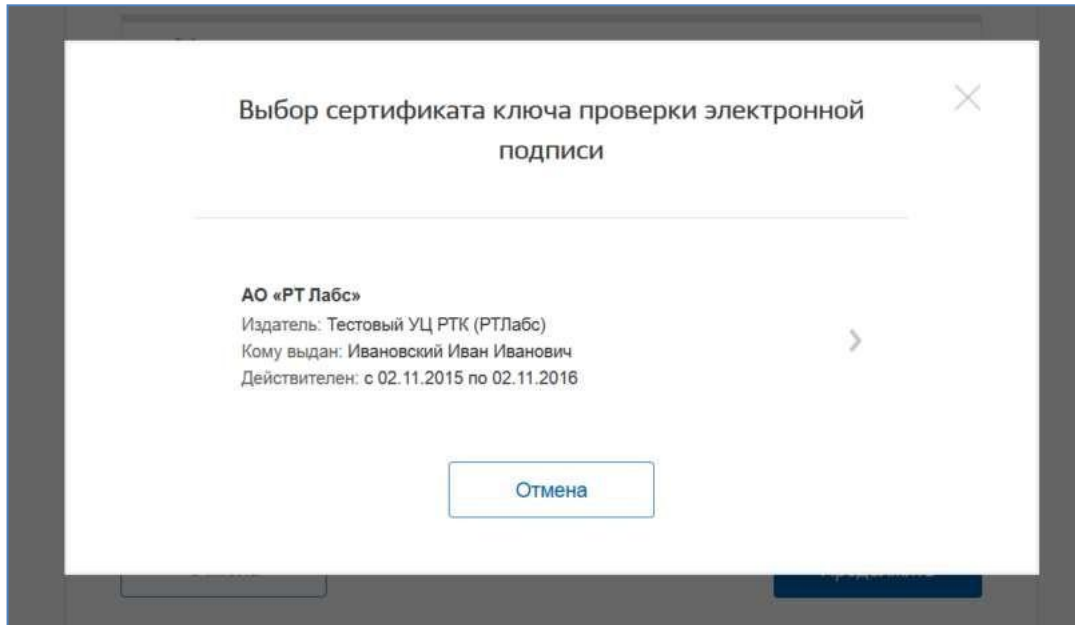 Выбор сертификата ключа проверки электронной
подписи
АО «РТ Лабс»
Издатель: Тестовый УЦ РТК (РТЛабс)
Кому выдан: Ивановский Иван Иванович
Действителен: с 02.11.2015 по 02.11.2016
Отмена